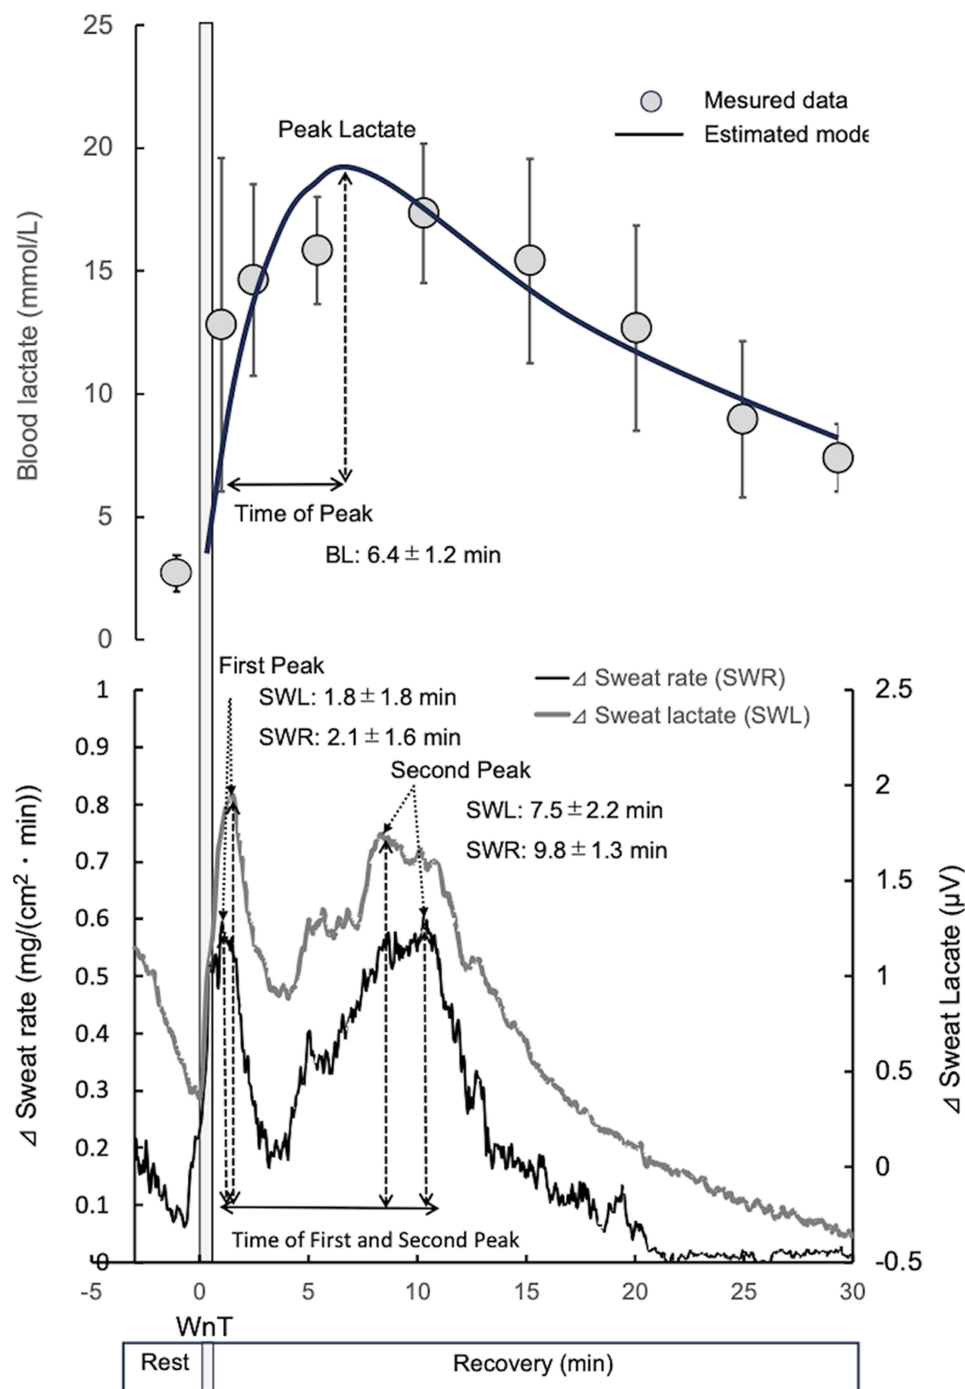 25
20
15
10
5
0
Blood lactate (mmol/L)
Mesured data
Estimated mode
Peak Lactate
Time of Peak
BL: 6.4±1.2 min
First Peak
SWL: 1.8±1.8 min
SWR: 2.1±1.6 min
⊿ Sweat rate (SWR)
⊿ Sweat lactate (SWL)
Second Peak
SWL: 7.5±2.2 min
SWR: 9.8±1.3 min
1
0.9
0.8
0.7
0.6
0.5
0.4
0.3
0.2
0.1
0
⊿ Sweat rate (mg/(cm²・min))
2.5
2
1.5
1
0.5
0
-0.5
⊿ Sweat Lacate (μV)
Time of First and Second Peak
-5 0 5 10 15 20 25 30
WnT
Rest Recovery (min)